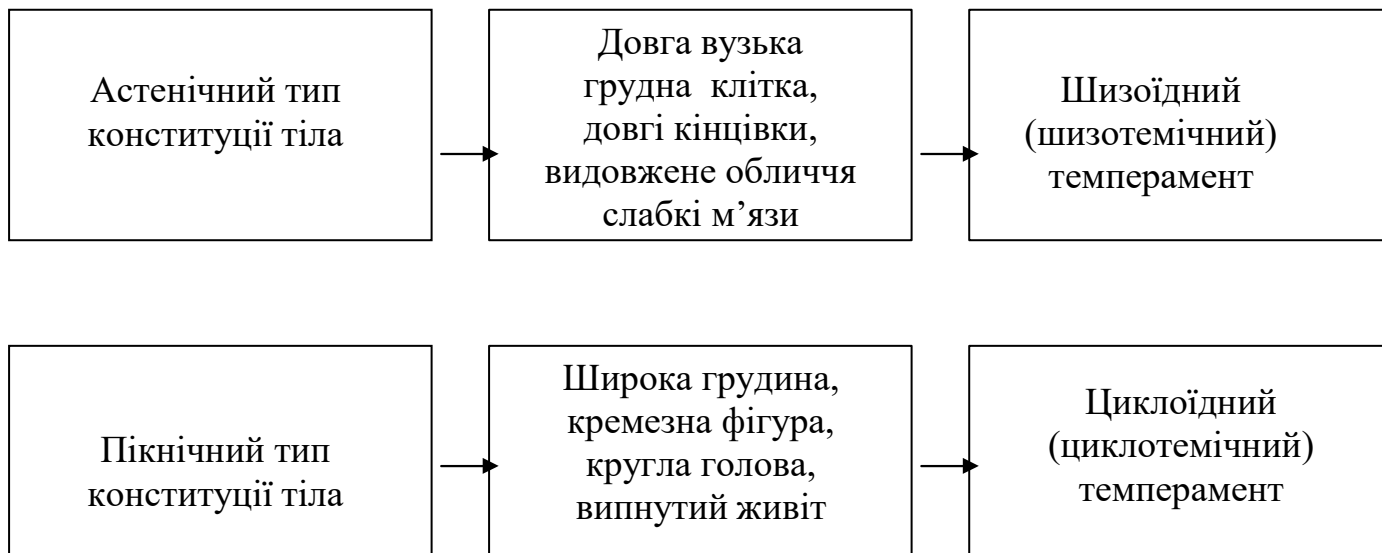 Астенічний тип
конституції тіла
Довга вузька
грудна клітка,
довгі кінцівки,
видовжене обличчя
слабкі м’язи
Шизоїдний
(шизотемічний)
темперамент
Пікнічний тип
конституції тіла
Широка грудина,
кремезна фігура,
кругла голова,
випнутий живіт
Циклоїдний
(циклотемічний)
темперамент